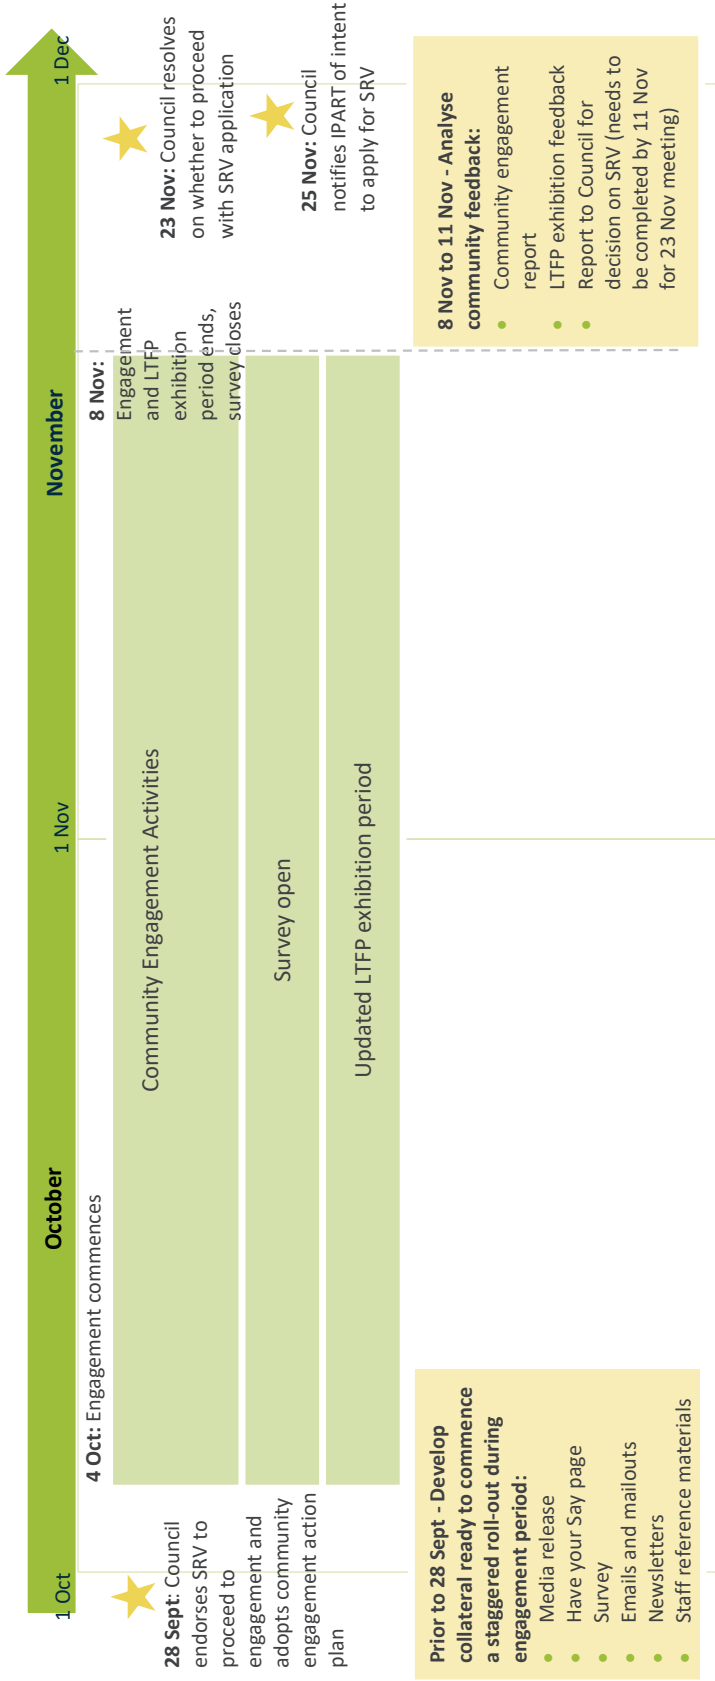 October
November
1 Oct
1 Nov
1 Dec
28 Sept: Council
endorses SRV to
proceed to
engagement and
adopts community
engagement action
plan
4 Oct: Engagement commences
Community Engagement Activities
Survey open
Updated LTFP exhibition period
8 Nov:
Engagement
and LTFP
exhibition
period ends,
survey closes
23 Nov: Council resolves
on whether to proceed
with SRV application
25 Nov: Council
notifies IPART of intent
to apply for SRV
Prior to 28 Sept - Develop
collateral ready to commence
a staggered roll-out during
engagement period:
• Media release
• Have your Say page
• Survey
• Emails and mailouts
• Newsletters
• Staff reference materials
8 Nov to 11 Nov - Analyse
community feedback:
• Community engagement
report
• LTFP exhibition feedback
• Report to Council for
decision on SRV (needs to
be completed by 11 Nov
for 23 Nov meeting)